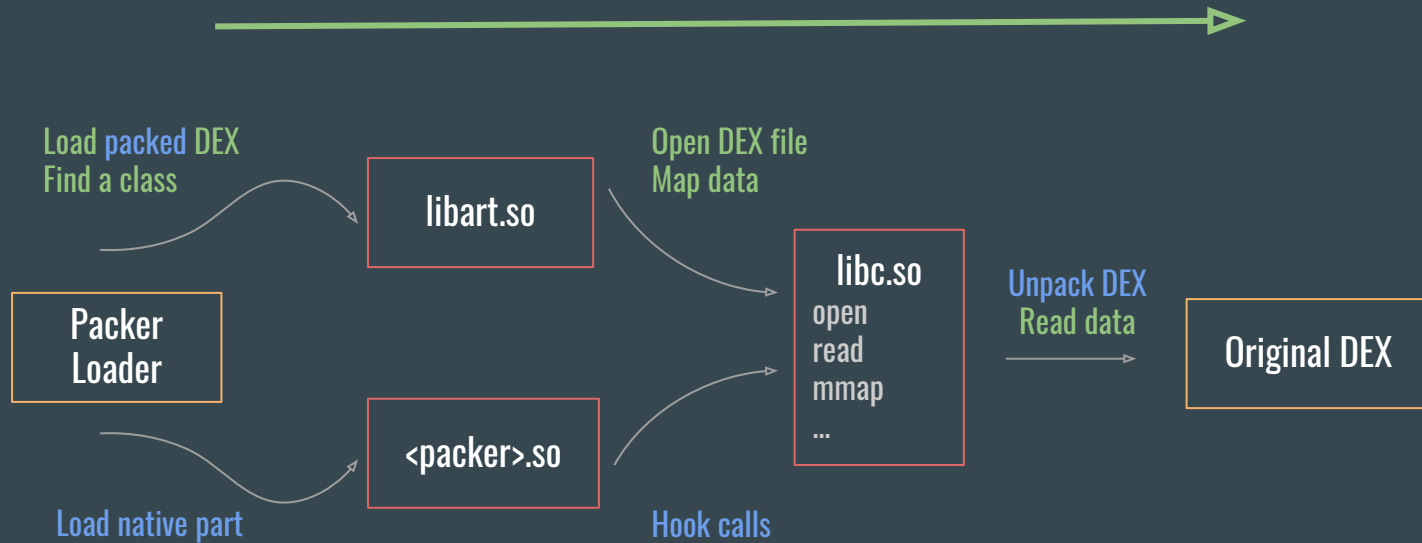 Load packed DEX
Find a class
Open DEX file
Map data
libart.so
libc.so
open
read
mmap
...
Unpack DEX
Read data
Packer
Loader
Original DEX
<packer>.so
Load native part
Hook calls